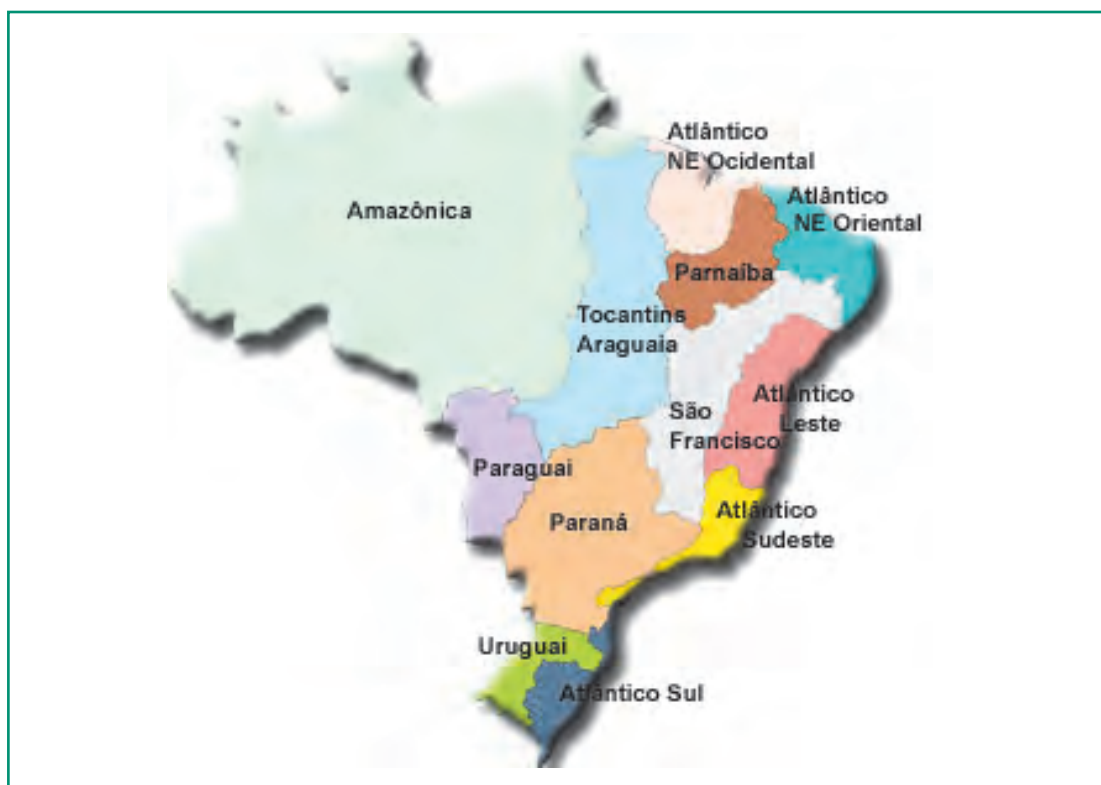 Atlântico
NE Ocidental
Atlântico
NE Oriental
Amazônica
Parnaíba
Tocantins
Araguaia
Atlântico
Leste
São
Francisco
Paraguai
Paraná
Atlântico
Sudeste
Uruguai
Atlântico Sul